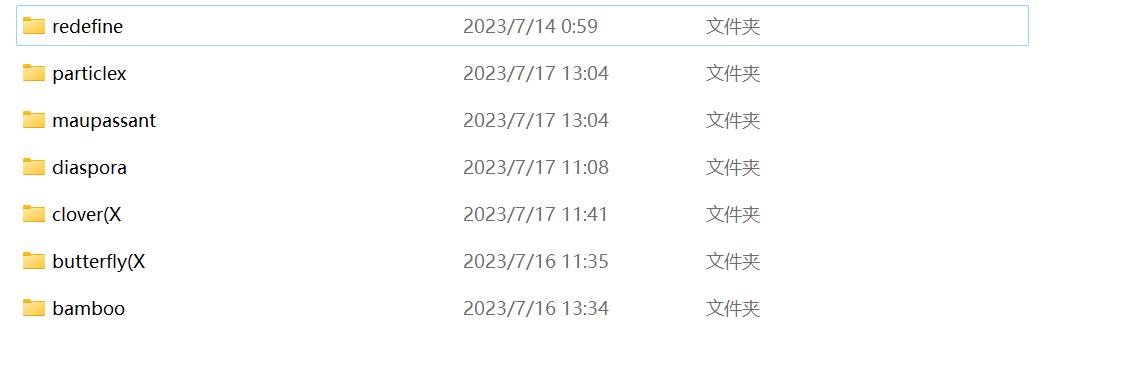 redefine 2023/7/14 0:59 文件夹
particlex 2023/7/17 13:04 文件夹
maupassant 2023/7/17 13:04 文件夹
diaspora 2023/7/17 11:08 文件夹
clover(X 2023/7/17 11:41 文件夹
butterfly(X 2023/7/16 11:35 文件夹
bamboo 2023/7/16 13:34 文件夹